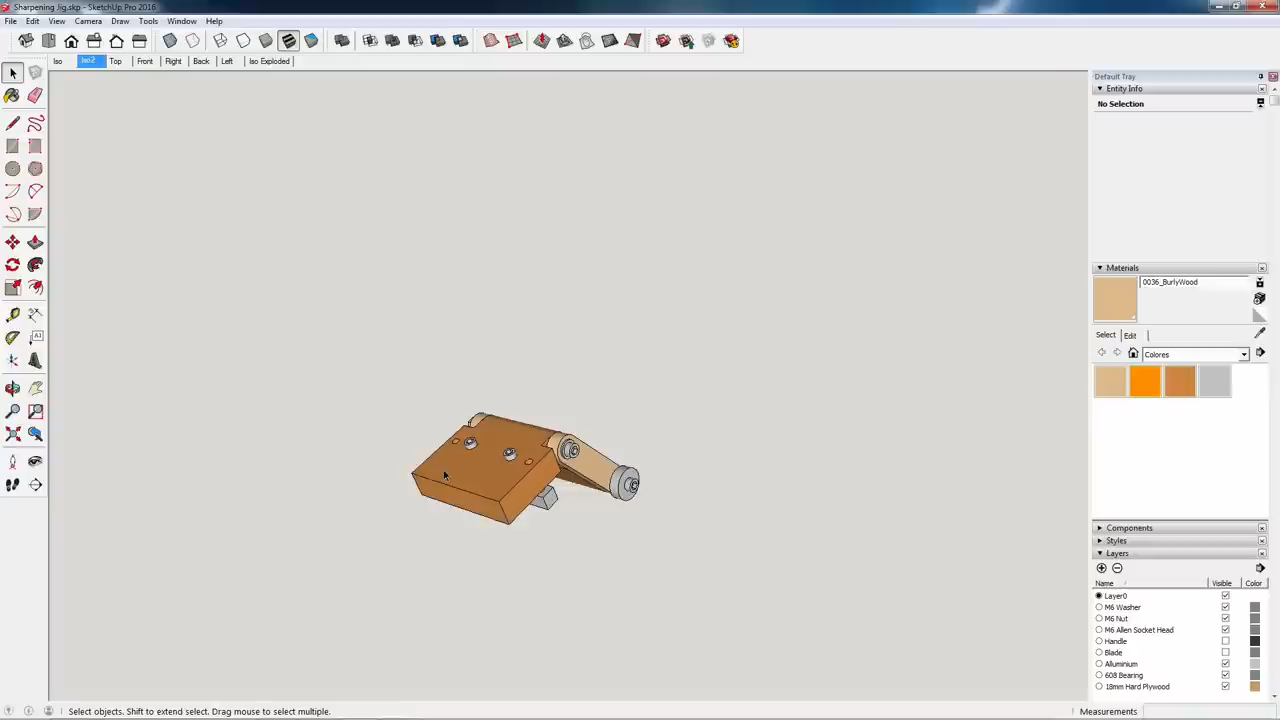 Sharpening Jig.skp - SketchUp Pro 2016
File Edit View Camera Draw Tools Window Help
Iso Iso2 Top Front Right Back Left Iso Exploded
Default Tray
Entity Info
No Selection
Materials
0036_BurlyWood
Select Edit
Colores
Components
Styles
Layers
Name Visible Color
Layer0
M6 Washer
M6 Nut
M6 Allen Socket Head
Handle
Blade
Alluminium
608 Bearing
18mm Hard Plywood
Select objects. Shift to extend select. Drag mouse to select multiple.
Measurements